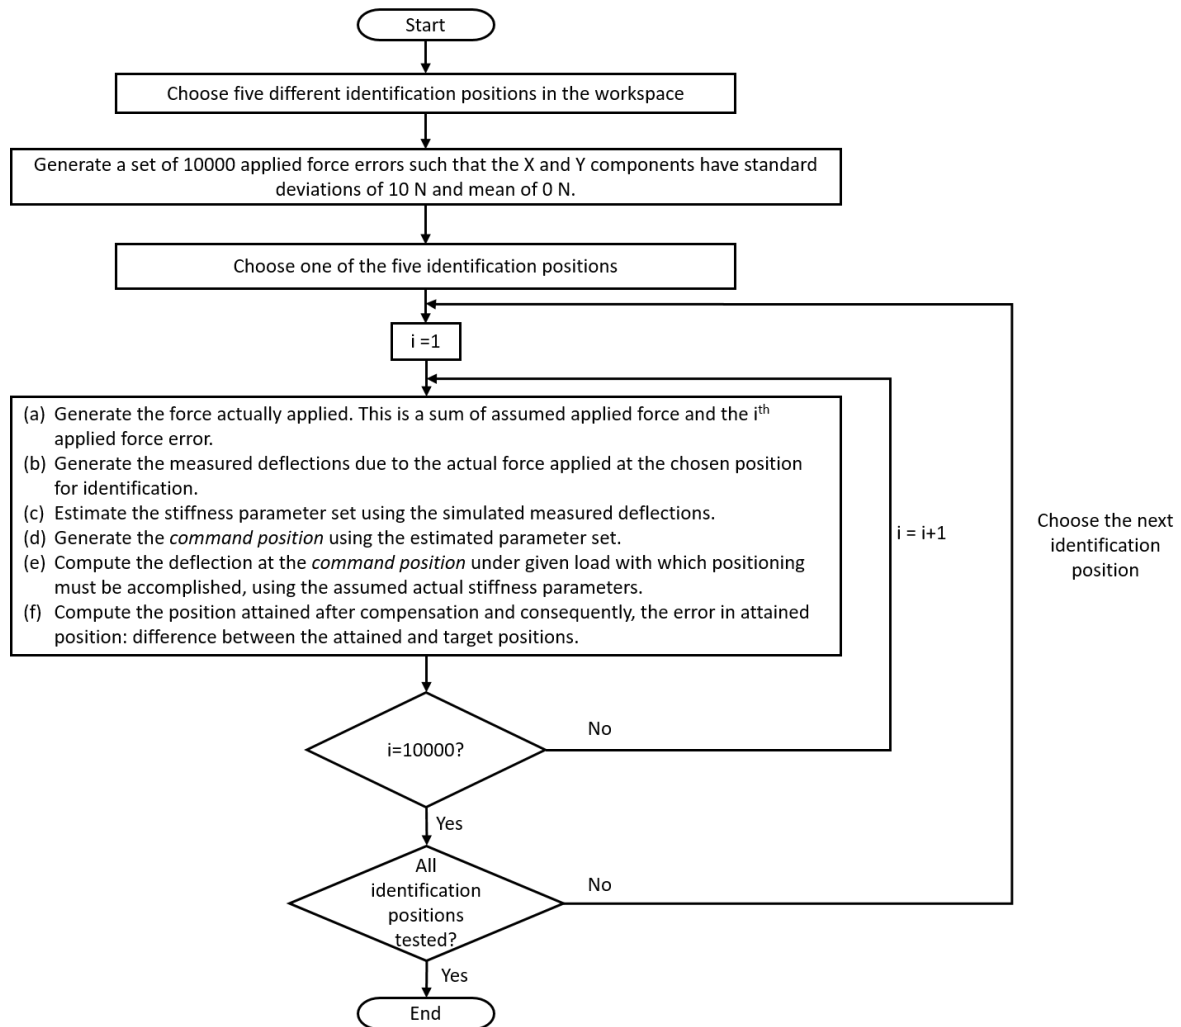 Start
Choose five different identification positions in the workspace
Generate a set of 10000 applied force errors such that the X and Y components have standard
deviations of 10 N and mean of 0 N.
Choose one of the five identification positions
i =1
(a) Generate the force actually applied. This is a sum of assumed applied force and the ith
applied force error.
(b) Generate the measured deflections due to the actual force applied at the chosen position
for identification.
(c) Estimate the stiffness parameter set using the simulated measured deflections.
(d) Generate the command position using the estimated parameter set.
(e) Compute the deflection at the command position under given load with which positioning
must be accomplished, using the assumed actual stiffness parameters.
(f) Compute the position attained after compensation and consequently, the error in attained
position: difference between the attained and target positions.
i = i+1
Choose the next
identification
position
i=10000?
No
Yes
All
identification
positions
tested?
No
Yes
End